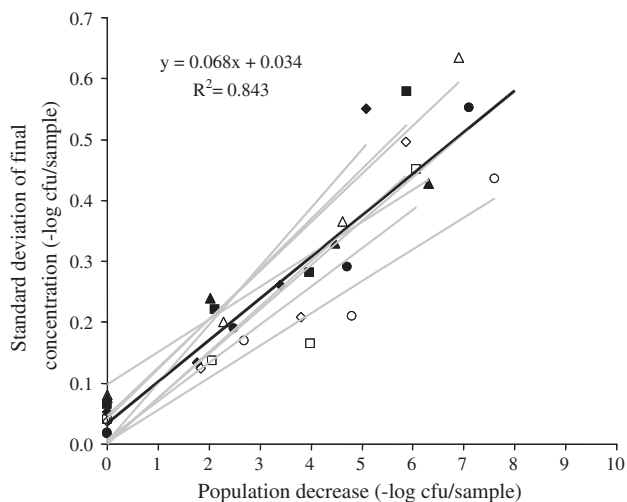 0.7
0.6
0.5
0.4
0.3
0.2
0.1
0.0
y = 0.068x + 0.034
R²= 0.843
Standard deviation of final
concentration (-log cfu/sample)
0 1 2 3 4 5 6 7 8 9 10
Population decrease (-log cfu/sample)